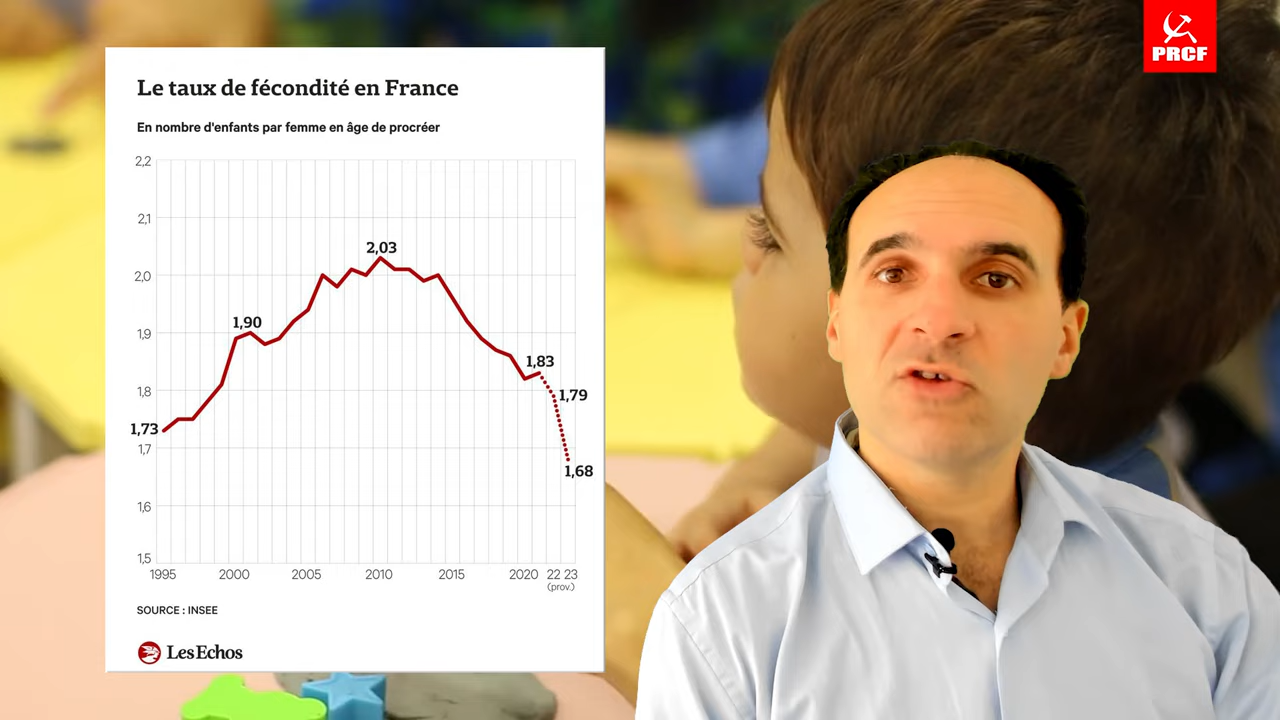 PRCF
Le taux de fécondité en France
En nombre d'enfants par femme en âge de procréer
2,2
2,1
2,03
2,0
1,90
1,9
1,83
1,8
1,79
1,73
1,7
1,68
1,6
1,5
1995 2000 2005 2010 2015 2020 22 23
(prov.)
SOURCE : INSEE
Les Echos